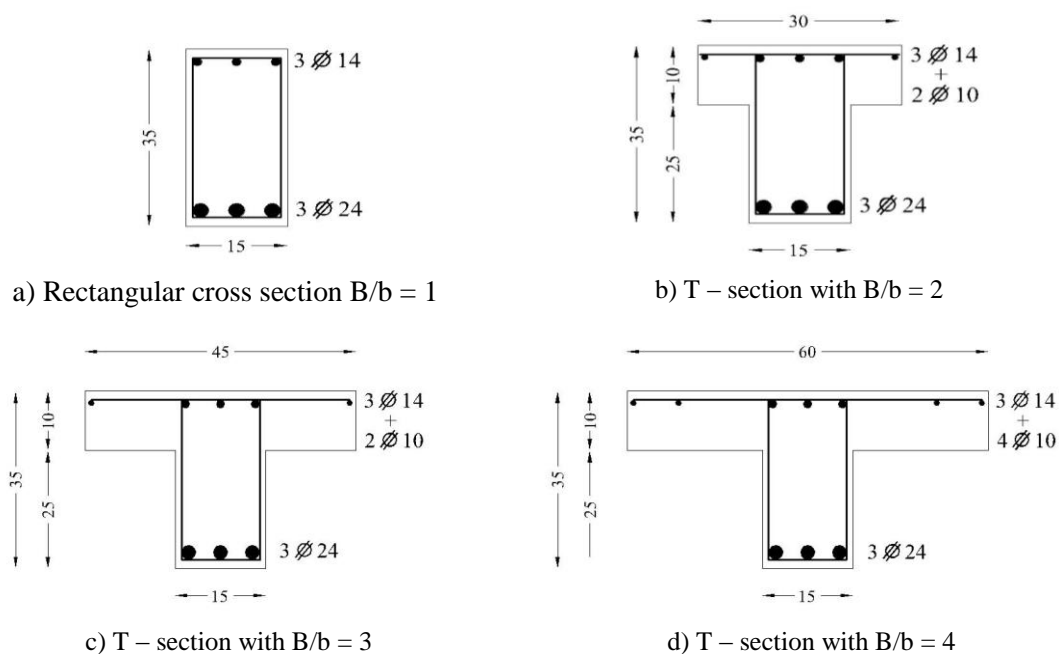 3 Ø 14
35
3 Ø 24
15
a) Rectangular cross section B/b = 1
30
3 Ø 14
+
2 Ø 10
10
35
25
3 Ø 24
15
b) T – section with B/b = 2
45
3 Ø 14
+
2 Ø 10
10
35
25
3 Ø 24
15
c) T – section with B/b = 3
60
3 Ø 14
+
4 Ø 10
10
35
25
3 Ø 24
15
d) T – section with B/b = 4